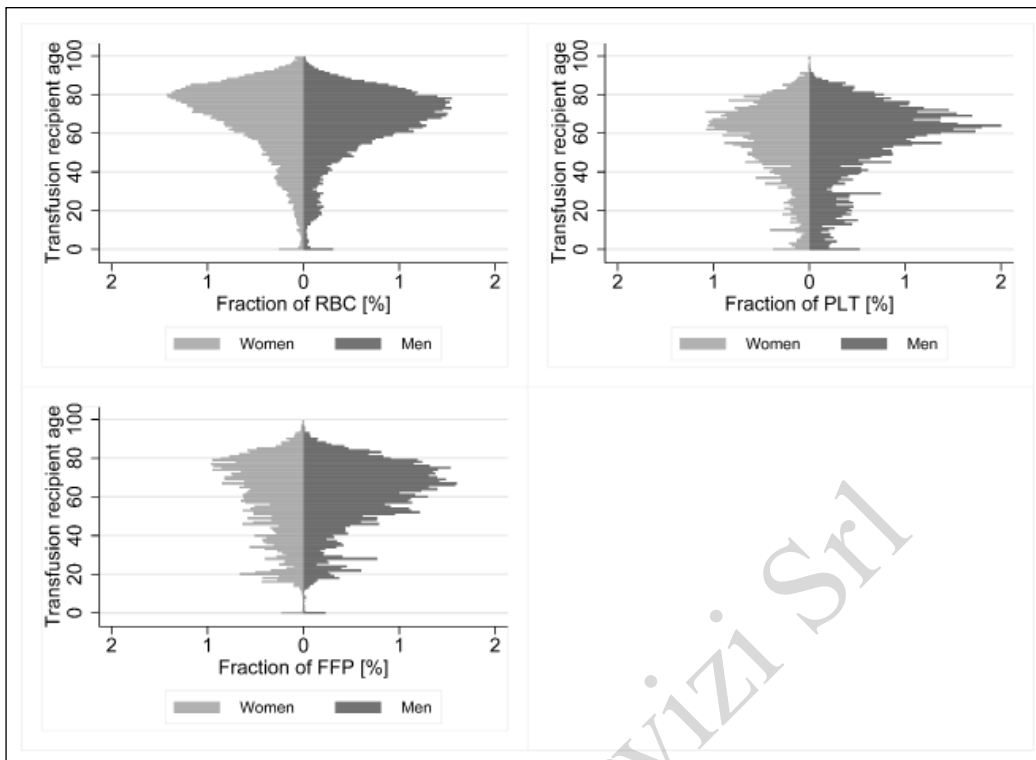 Transfusion recipient age
100
80
60
40
20
0
2 1 0 1 2
Fraction of RBC [%]
Women Men
Transfusion recipient age
100
80
60
40
20
0
2 1 0 1 2
Fraction of PLT [%]
Women Men
Transfusion recipient age
100
80
60
40
20
0
2 1 0 1 2
Fraction of FFP [%]
Women Men
vizi Srl